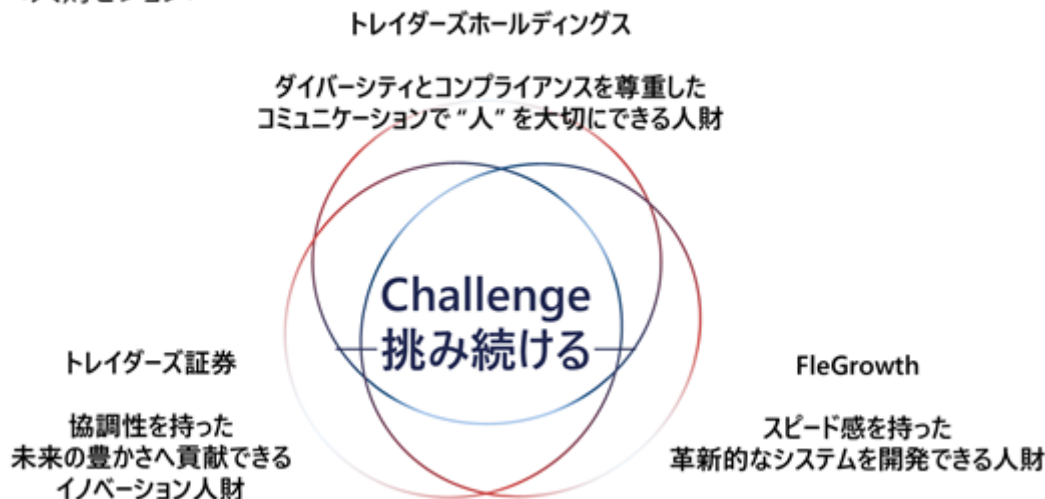 トレイダーズホールディングス
ダイバーシティとコンプライアンスを尊重した
コミュニケーションで“人”を大切にできる人財
Challenge
挑み続ける
トレイダーズ証券
協調性を持った
未来の豊かさへ貢献できる
イノベーション人財
FleGrowth
スピード感を持った
革新的なシステムを開発できる人財